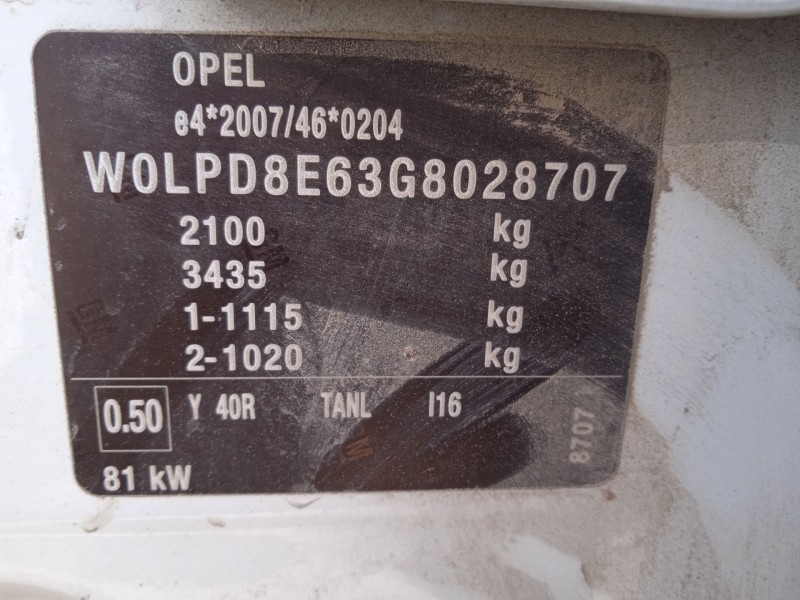 OPEL
e4*2007/46*0204
W0LPD8E63G8028707
2100 kg
3435 kg
1-1115 kg
2-1020 kg
0.50 Y 40R TANL I16
8707
81 kW